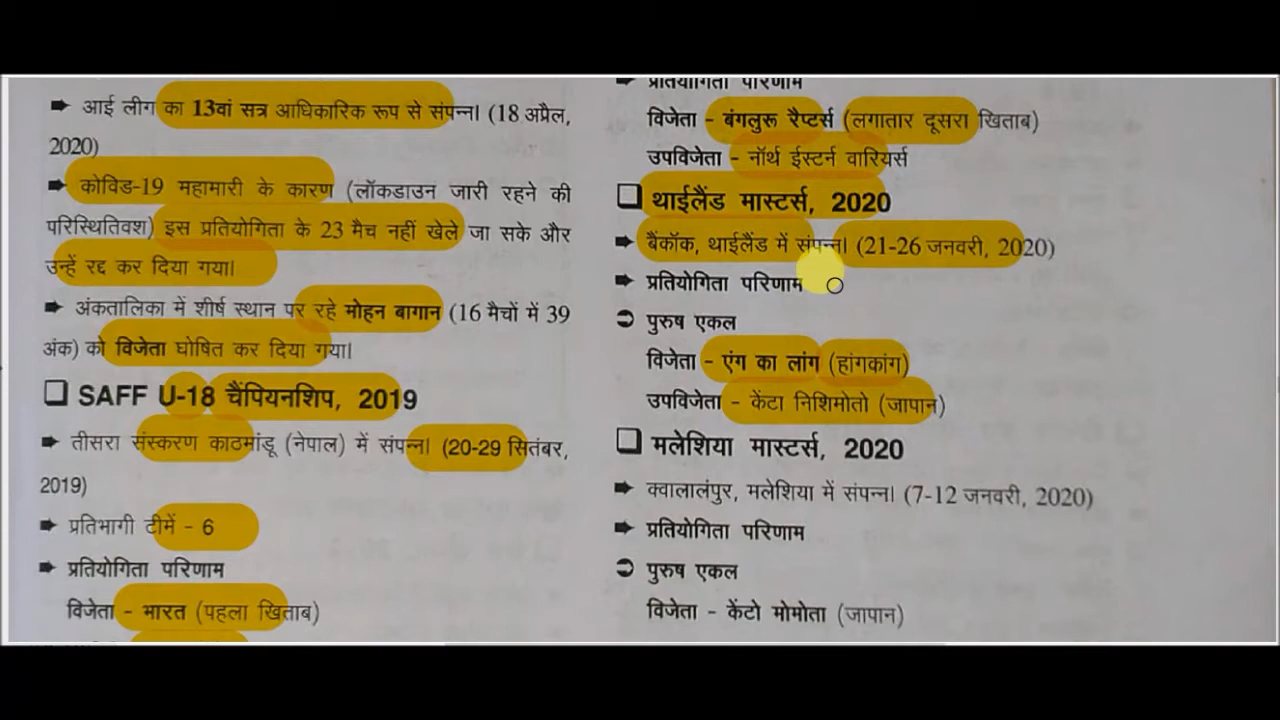 ➨ आई लीग का 13वां सत्र आधिकारिक रूप से संपन्न। (18 अप्रैल,
2020)
➨ कोविड-19 महामारी के कारण (लॉकडाउन जारी रहने की
परिस्थितिवश) इस प्रतियोगिता के 23 मैच नहीं खेले जा सके और
उन्हें रद्द कर दिया गया।
➨ अंकतालिका में शीर्ष स्थान पर रहे मोहन बागान (16 मैचों में 39
अंक) को विजेता घोषित कर दिया गया।
❑ SAFF U-18 चैंपियनशिप, 2019
➨ तीसरा संस्करण काठमांडू (नेपाल) में संपन्न। (20-29 सितंबर,
2019)
➨ प्रतिभागी टीमें - 6
➨ प्रतियोगिता परिणाम
विजेता - भारत (पहला खिताब)
➨ प्रतियोगिता परिणाम
विजेता - बंगलुरू रैप्टर्स (लगातार दूसरा खिताब)
उपविजेता - नॉर्थ ईस्टर्न वारियर्स
❑ थाईलैंड मास्टर्स, 2020
➨ बैंकॉक, थाईलैंड में संपन्न। (21-26 जनवरी, 2020)
➨ प्रतियोगिता परिणाम
➲ पुरुष एकल
विजेता - एंग का लांग (हांगकांग)
उपविजेता - केंटा निशिमोतो (जापान)
❑ मलेशिया मास्टर्स, 2020
➨ क्वालालंपुर, मलेशिया में संपन्न। (7-12 जनवरी, 2020)
➨ प्रतियोगिता परिणाम
➲ पुरुष एकल
विजेता - केंटो मोमोता (जापान)